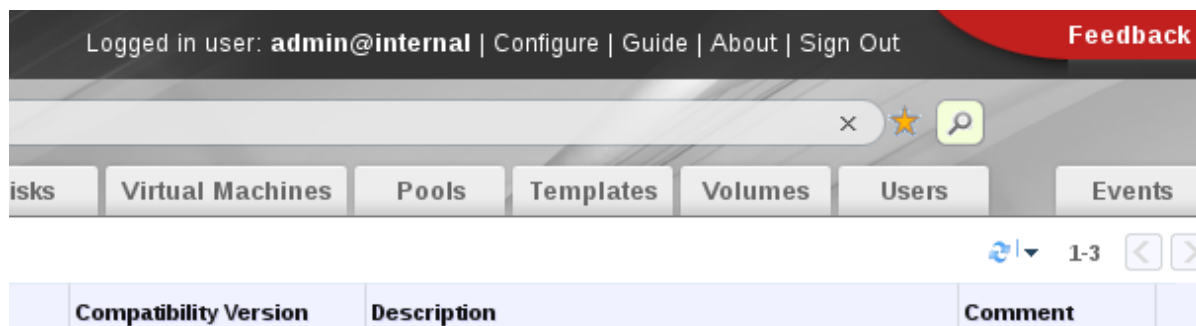 Logged in user: admin@internal | Configure | Guide | About | Sign Out Feedback
isks Virtual Machines Pools Templates Volumes Users Events
1-3
Compatibility Version Description Comment